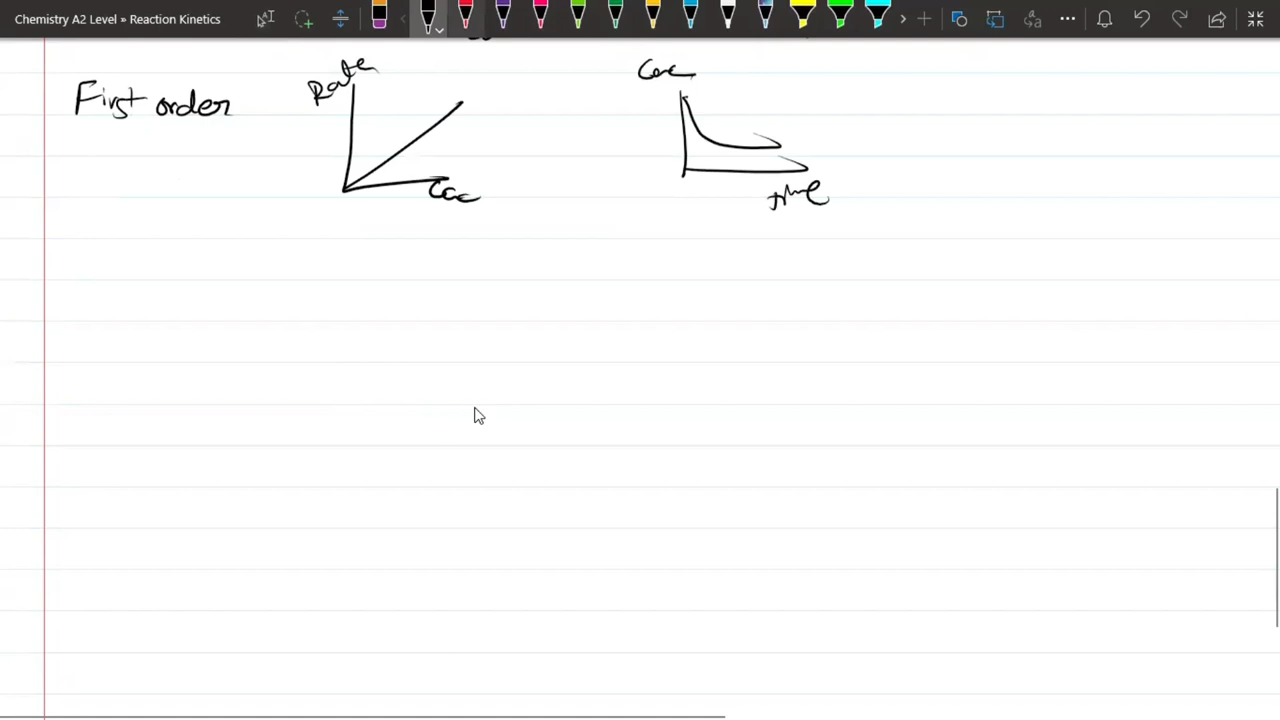 Chemistry A2 Level » Reaction Kinetics
First order
Rate
Conc
Conc
time